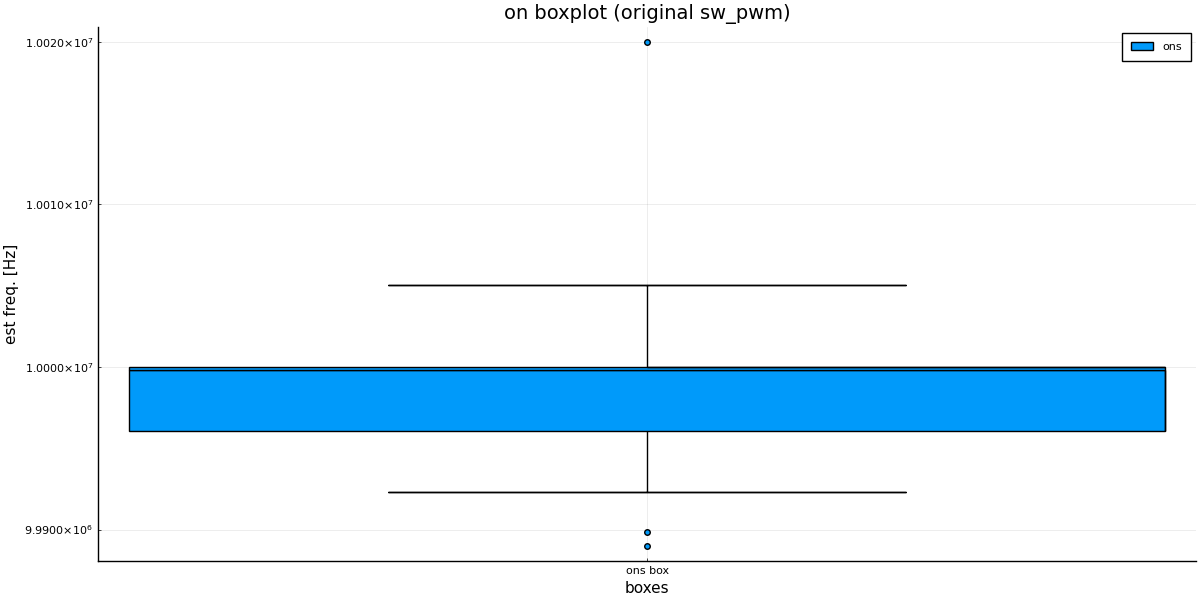 on boxplot (original sw_pwm)
1.0020×10⁷
ons
1.0010×10⁷
est freq. [Hz]
1.0000×10⁷
9.9900×10⁶
ons box
boxes